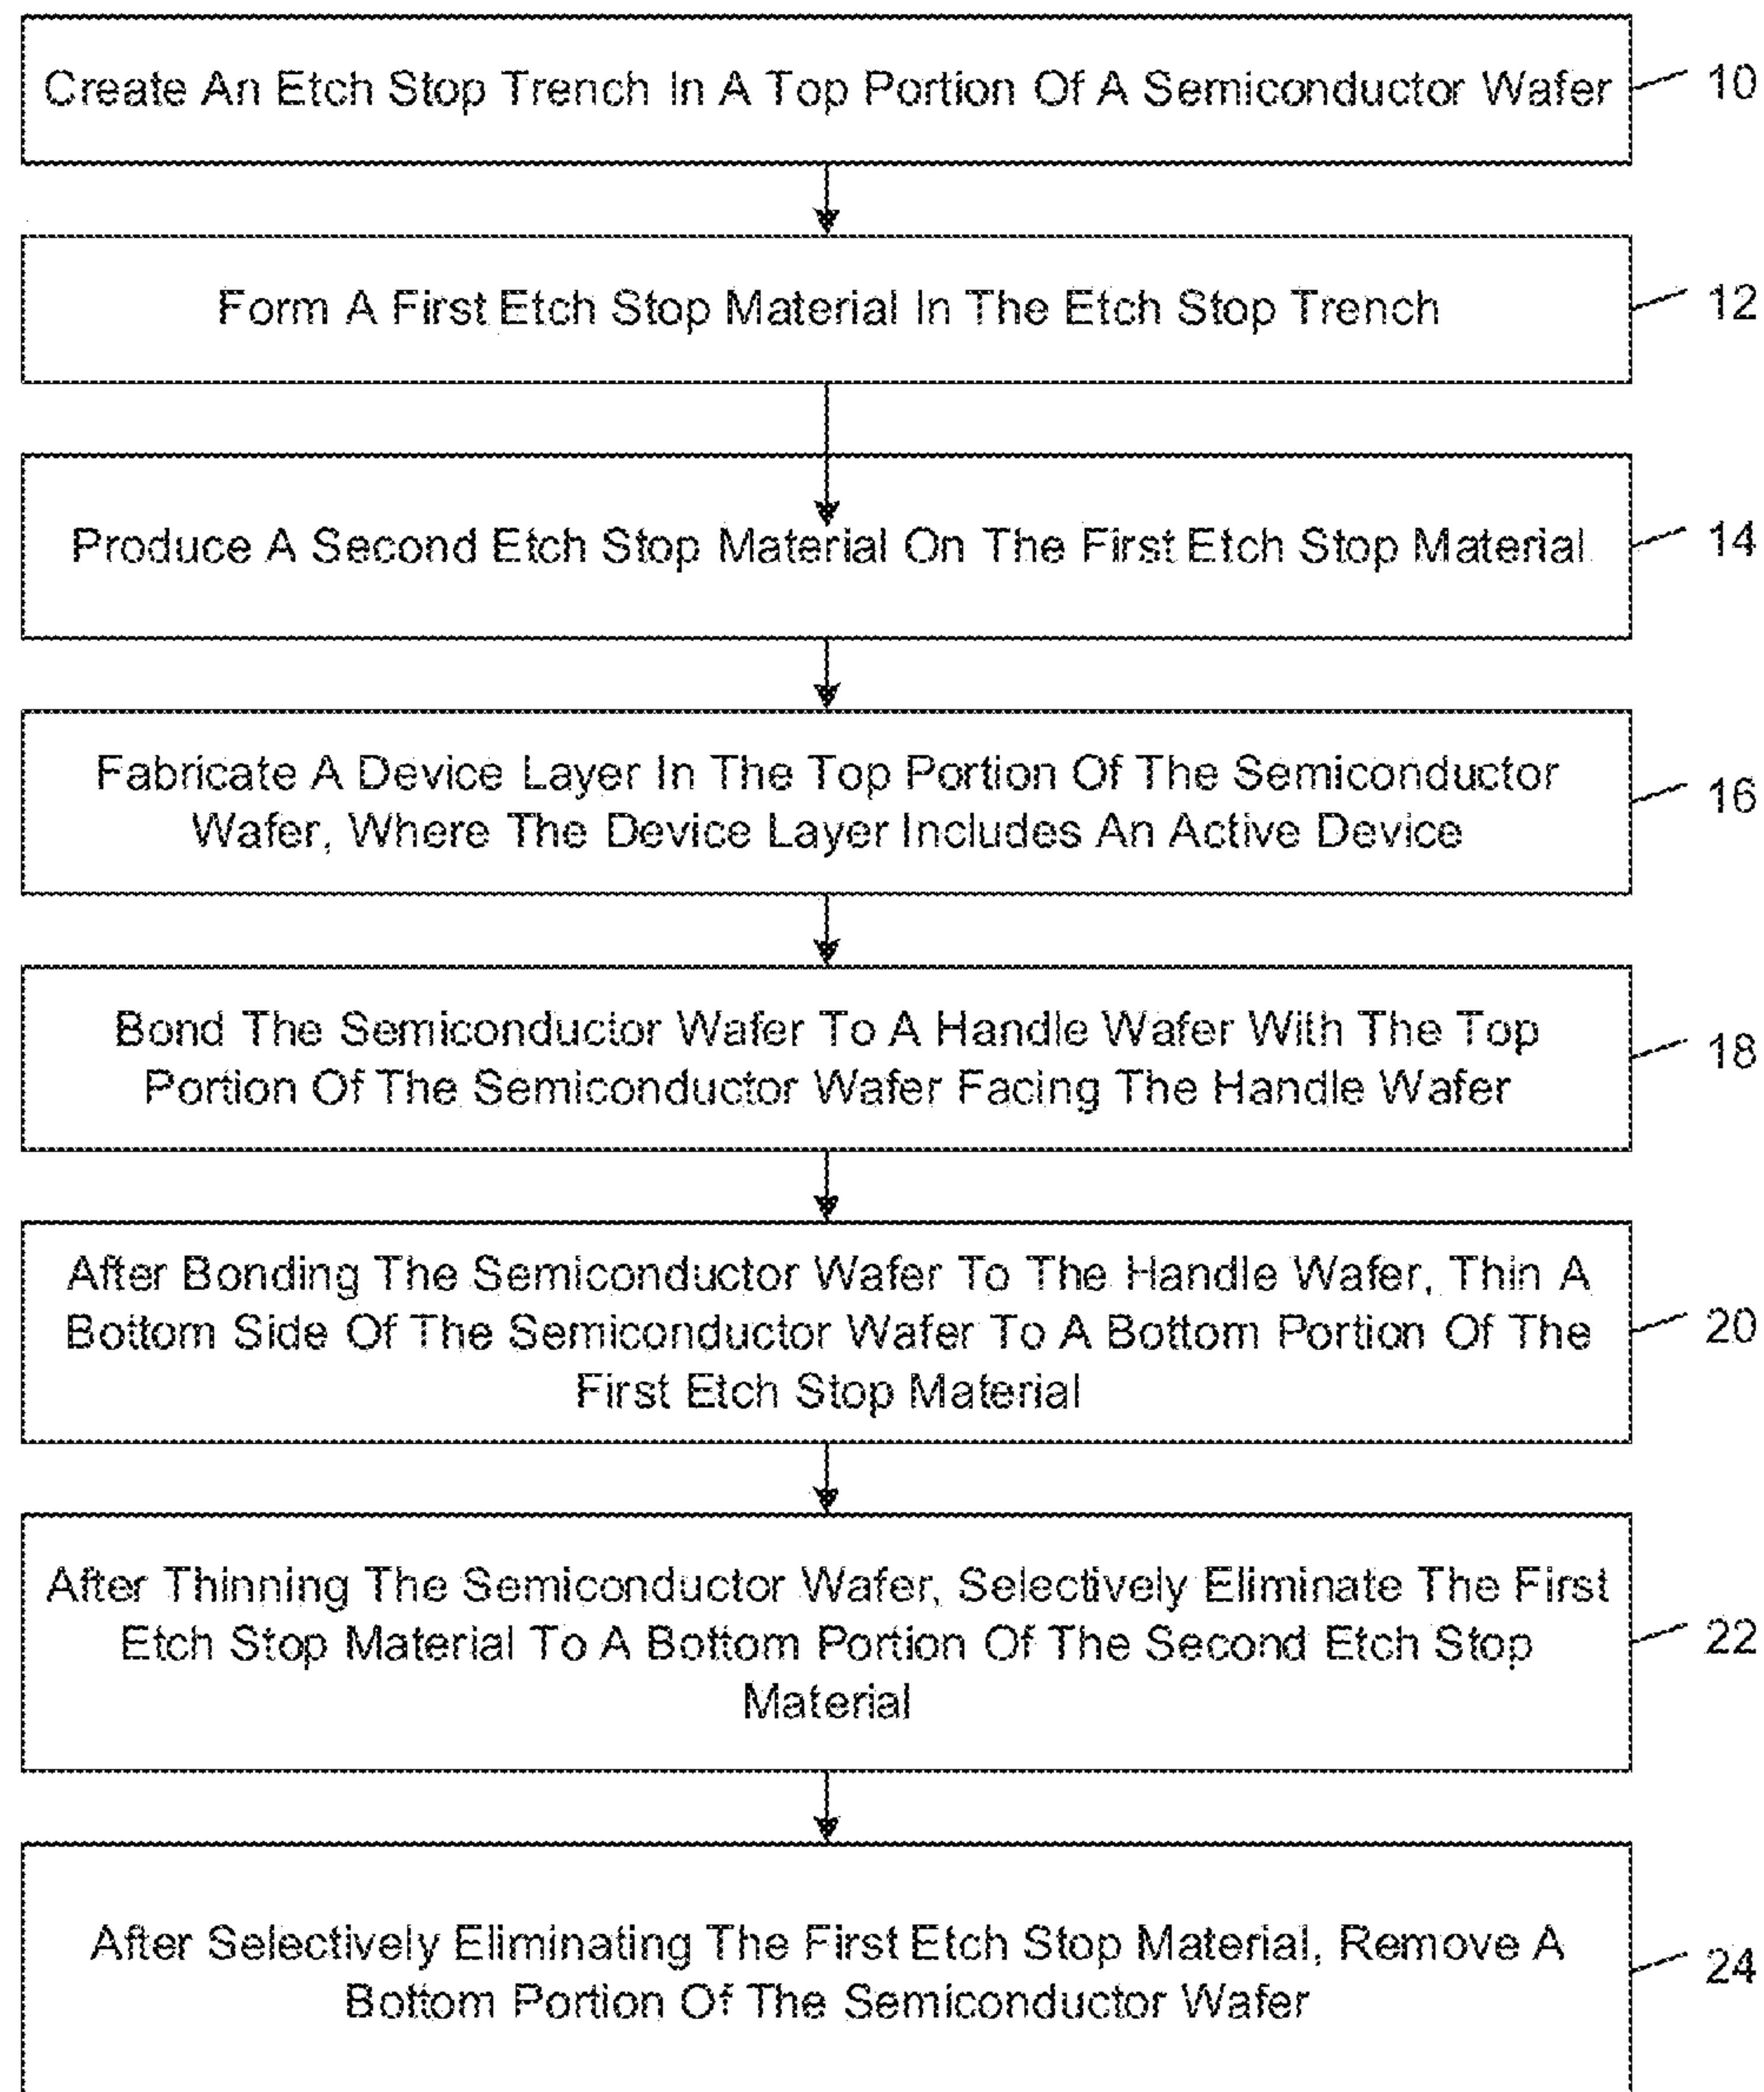 Create An Etch Stop Trench In A Top Portion Of A Semiconductor Wafer
10
Form A First Etch Stop Material In The Etch Stop Trench
12
Produce A Second Etch Stop Material On The First Etch Stop Material
14
Fabricate A Device Layer In The Top Portion Of The Semiconductor
Wafer, Where The Device Layer Includes An Active Device
16
Bond The Semiconductor Wafer To A Handle Wafer With The Top
Portion Of The Semiconductor Wafer Facing The Handle Wafer
18
After Bonding The Semiconductor Wafer To The Handle Wafer, Thin A
Bottom Side Of The Semiconductor Wafer To A Bottom Portion Of The
First Etch Stop Material
20
After Thinning The Semiconductor Wafer, Selectively Eliminate The First
Etch Stop Material To A Bottom Portion Of The Second Etch Stop
Material
22
After Selectively Eliminating The First Etch Stop Material, Remove A
Bottom Portion Of The Semiconductor Wafer
24